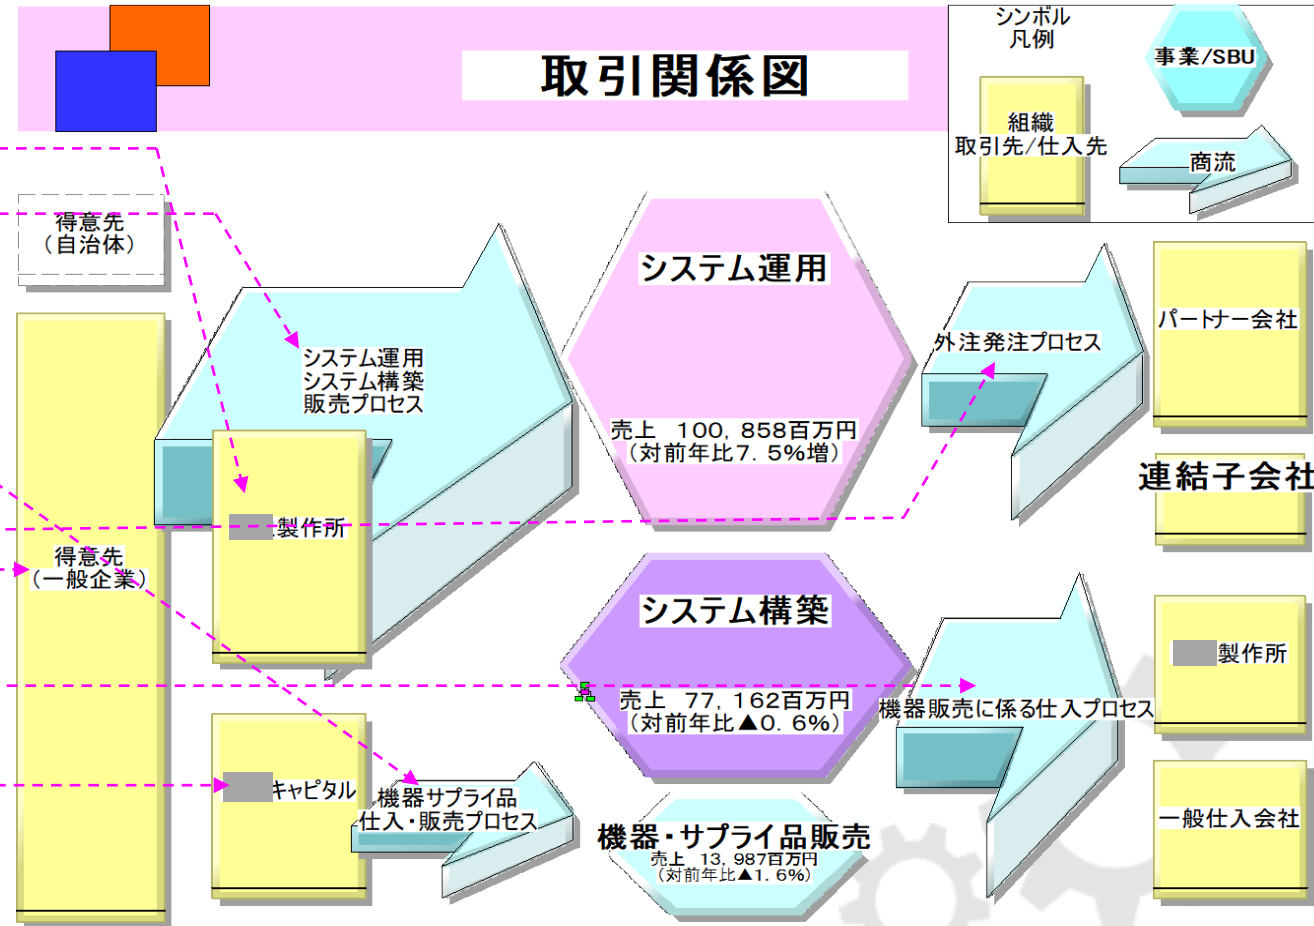 取引関係図
シンボル
凡例
事業/SBU
組織
取引先/仕入先
商流
得意先
（自治体）
システム運用
システム構築
販売プロセス
システム運用
売上　100，858百万円
（対前年比7．5%増）
外注発注プロセス
パートナー会社
連結子会社
製作所
得意先
（一般企業）
システム構築
売上　77，162百万円
（対前年比▲0．6%）
機器販売に係る仕入プロセス
製作所
キャピタル
機器サプライ品
仕入・販売プロセス
機器・サプライ品販売
売上　13，987百万円
（対前年比▲1．6%）
一般仕入会社